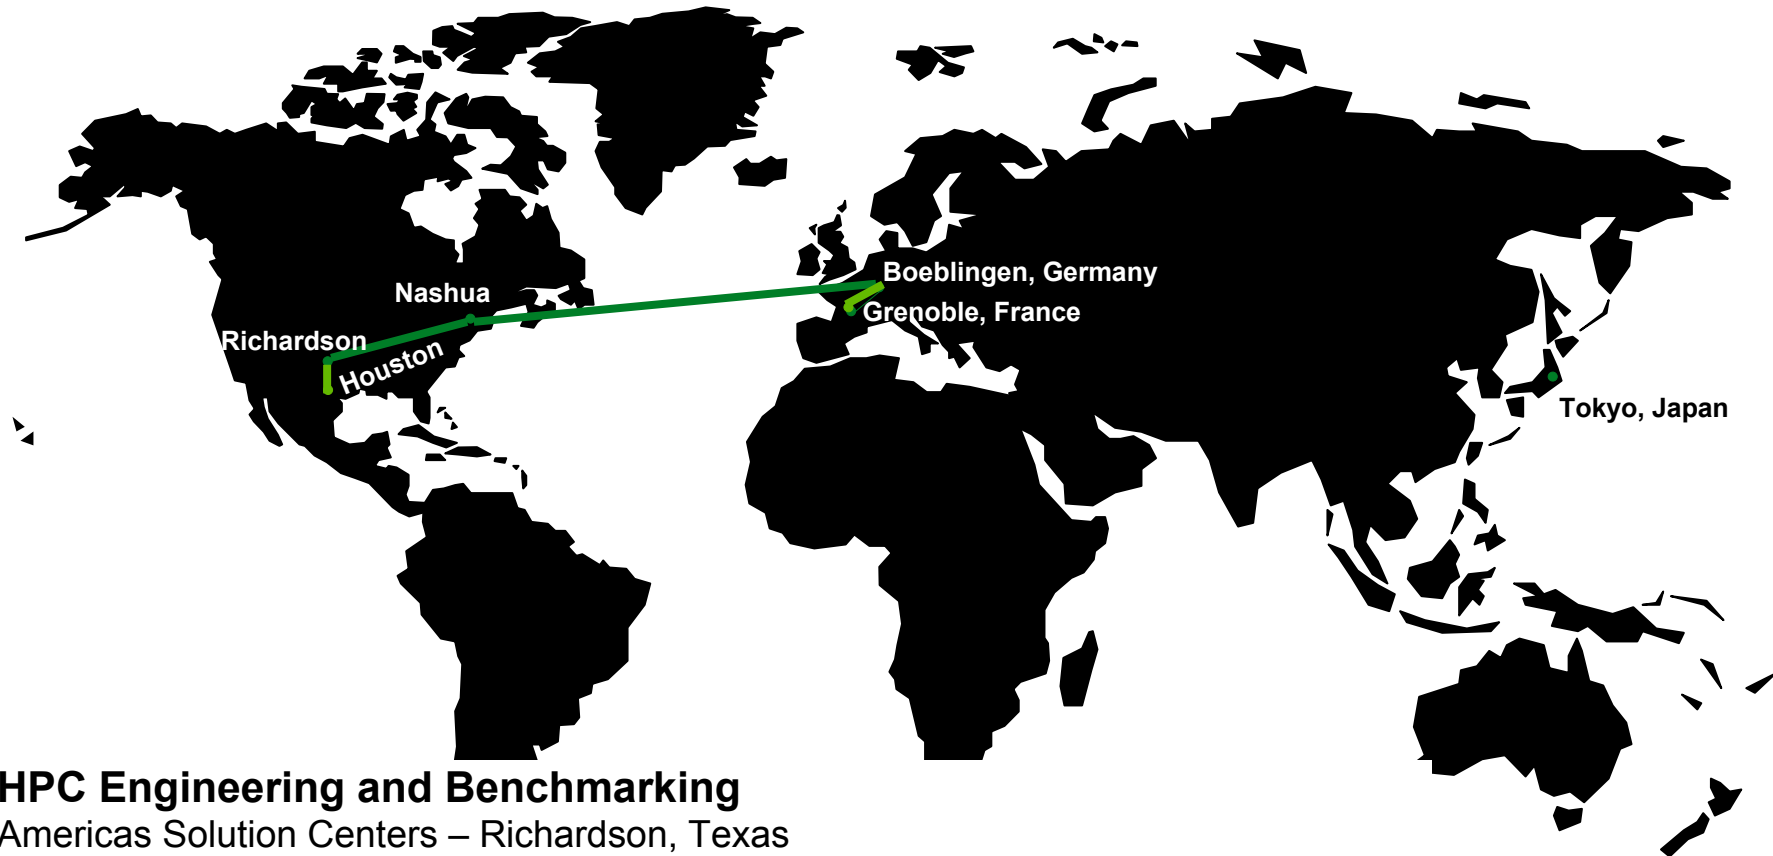 Boeblingen, Germany
Nashua
Grenoble, France
Richardson
Houston
Tokyo, Japan
HPC Engineering and Benchmarking
Americas Solution Centers – Richardson, Texas